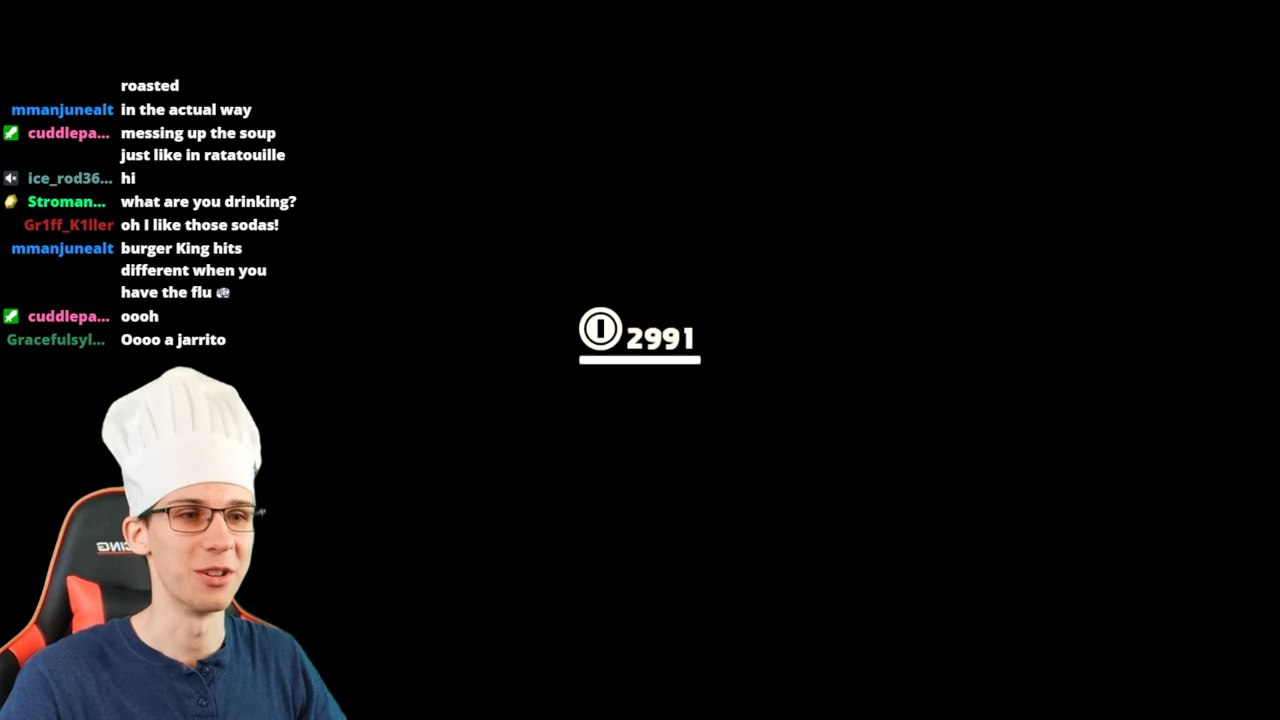 roasted
mmanjunealt in the actual way
cuddlepa... messing up the soup
just like in ratatouille
ice_rod36... hi
Stroman... what are you drinking?
Gr1ff_K1ller oh I like those sodas!
mmanjunealt burger King hits
different when you
have the flu
cuddlepa... oooh
Gracefulsyl... Oooo a jarrito
2991